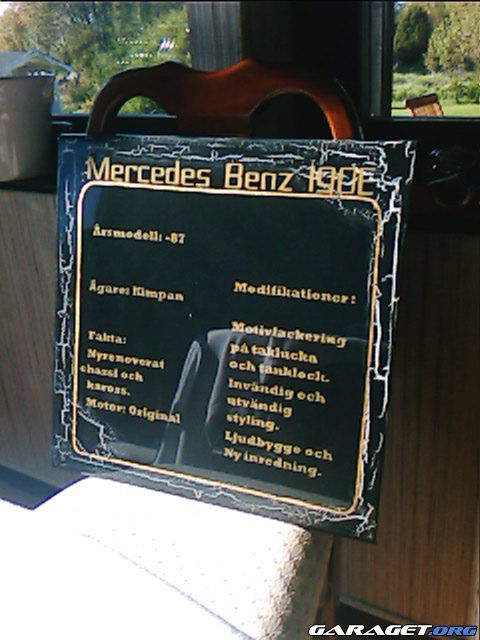 Mercedes Benz 190E
Årsmodell: -87
Ägare: Kimpan
Fakta:
Nyrenoverat
chassi och
kaross.
Motor: Original
Modifikationer:
Motivlackering
på taklucka
och tanklock.
Invändig och
utvändig
styling.
Ljudbygge och
Ny inredning.
GARAGET.ORG